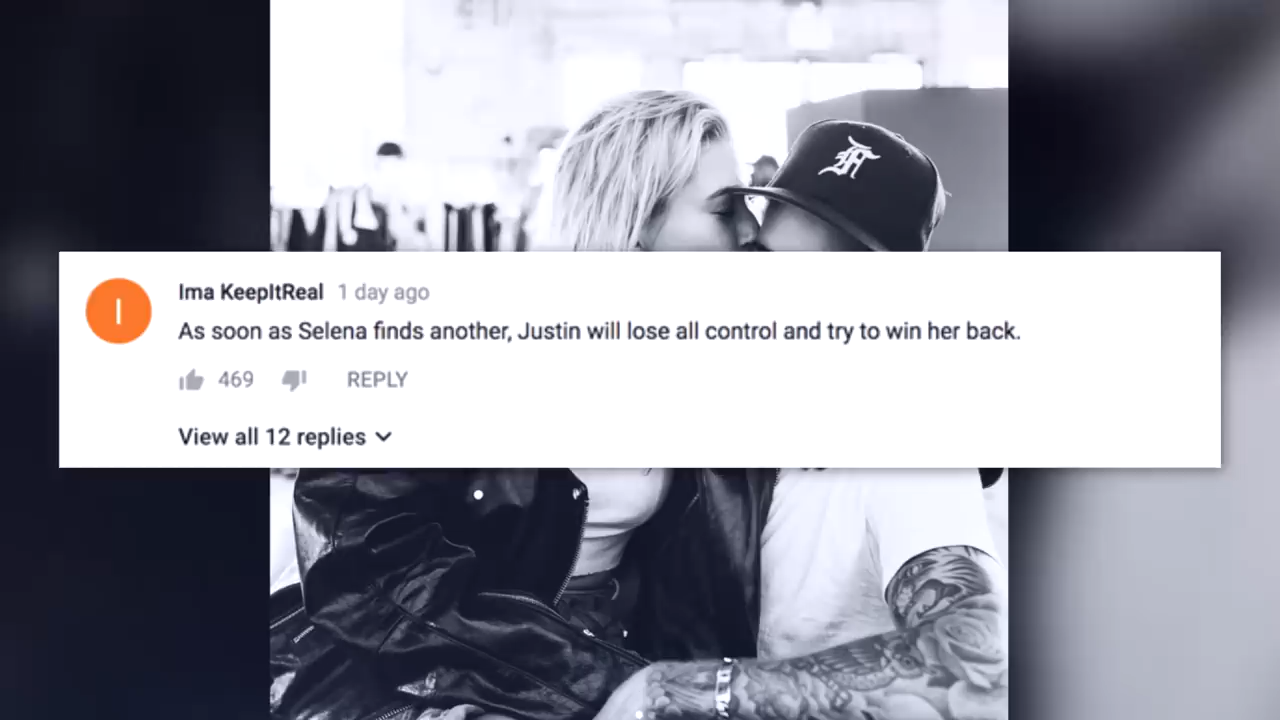 Ima KeepItReal 1 day ago
As soon as Selena finds another, Justin will lose all control and try to win her back.
469 REPLY
View all 12 replies